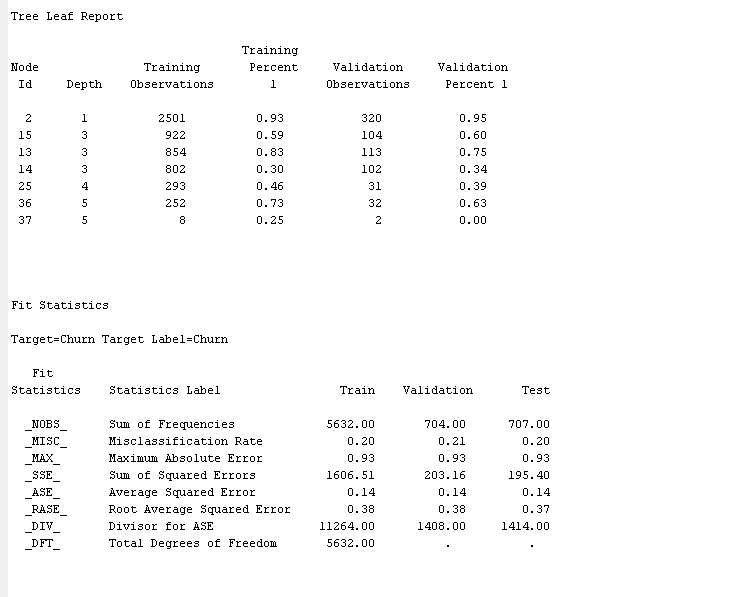 Tree Leaf Report
Training
Node Training Percent Validation Validation
Id Depth Observations 1 Observations Percent 1
2 1 2501 0.93 320 0.95
15 3 922 0.59 104 0.60
13 3 854 0.83 113 0.75
14 3 802 0.30 102 0.34
25 4 293 0.46 31 0.39
36 5 252 0.73 32 0.63
37 5 8 0.25 2 0.00
Fit Statistics
Target=Churn Target Label=Churn
Fit
Statistics Statistics Label Train Validation Test
_NOBS_ Sum of Frequencies 5632.00 704.00 707.00
_MISC_ Misclassification Rate 0.20 0.21 0.20
_MAX_ Maximum Absolute Error 0.93 0.93 0.93
_SSE_ Sum of Squared Errors 1606.51 203.16 195.40
_ASE_ Average Squared Error 0.14 0.14 0.14
_RASE_ Root Average Squared Error 0.38 0.38 0.37
_DIV_ Divisor for ASE 11264.00 1408.00 1414.00
_DFT_ Total Degrees of Freedom 5632.00 . .